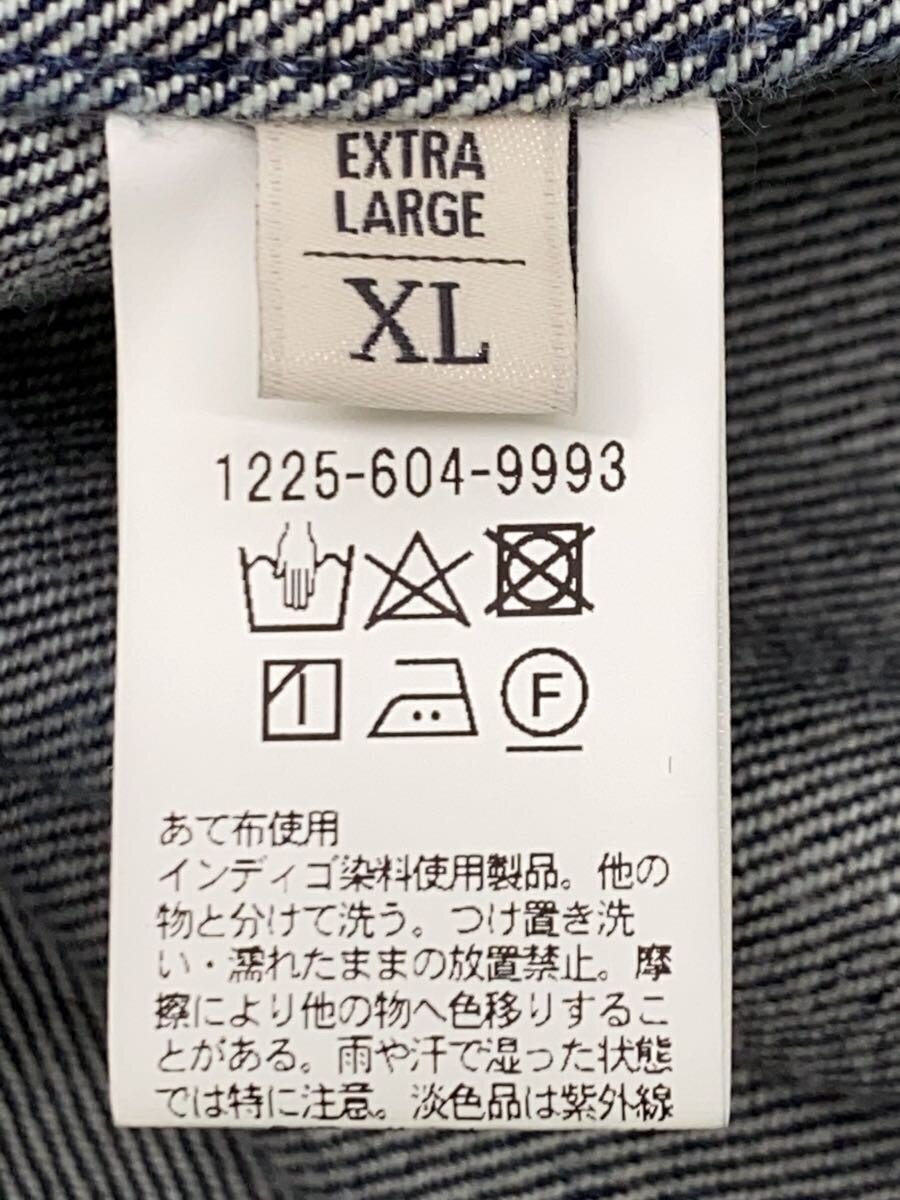 EXTRA
LARGE
XL
1225-604-9993
F
あて布使用
インディゴ染料使用製品。他の
物と分けて洗う。つけ置き洗
い・濡れたままの放置禁止。摩
擦により他の物へ色移りするこ
とがある。雨や汗で湿った状態
では特に注意。淡色品は紫外線